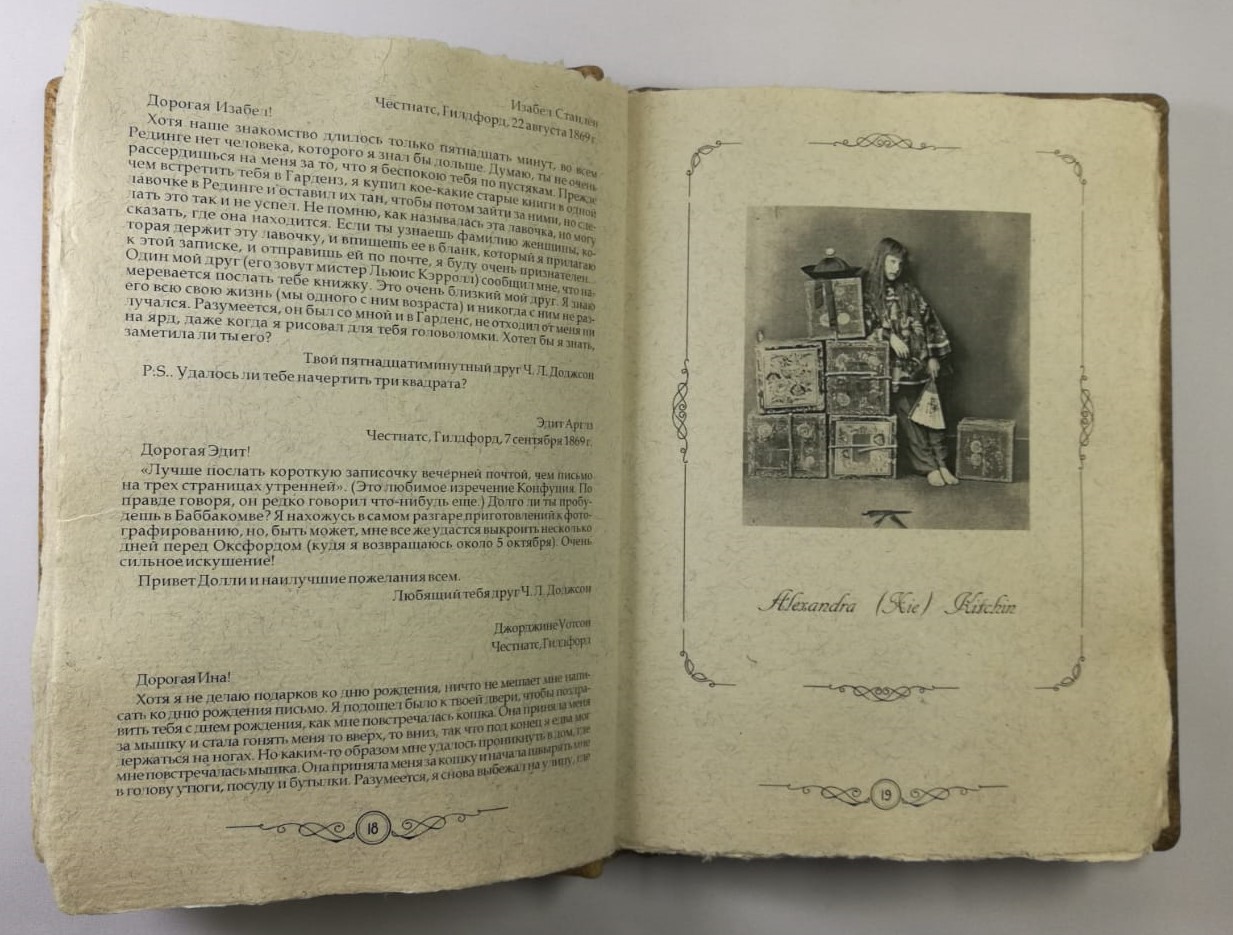 Изабел Стандэн
Честнатс, Гилдфорд, 22 августа 1869 г.
Дорогая Изабел!
Хотя наше знакомство длилось только пятнадцать минут, во всем
Рединге нет человека, которого я знал бы дольше. Думаю, ты не очень
рассердишься на меня за то, что я беспокою тебя по пустякам. Прежде
чем встретить тебя в Гарденз, я купил кое-какие старые книги в одной
лавочке в Рединге и оставил их там, чтобы потом зайти за ними, но сде-
лать это так и не успел. Не помню, как называлась эта лавочка, но могу
сказать, где она находится. Если ты узнаешь фамилию женщины, ко-
торая держит эту лавочку, и впишешь ее в бланк, который я прилагаю
к этой записке, и отправишь ей по почте, я буду очень признателен...
Один мой друг (его зовут мистер Льюис Кэрролл) сообщил мне, что на-
меревается послать тебе книжку. Это очень близкий мой друг. Я знаю
его всю свою жизнь (мы одного с ним возраста) и никогда с ним не раз-
лучался. Разумеется, он был со мной и в Гарденс, не отходил от меня ни
на ярд, даже когда я рисовал для тебя головоломки. Хотел бы я знать,
заметила ли ты его?
Твой пятнадцатиминутный друг Ч. Л. Доджсон
P.S.. Удалось ли тебе начертить три квадрата?
Эдит Арглз
Честнатс, Гилдфорд, 7 сентября 1869 г.
Дорогая Эдит!
«Лучше послать короткую записочку вечерней почтой, чем письмо
на трех страницах утренней». (Это любимое изречение Конфуция. По
правде говоря, он редко говорил что-нибудь еще.) Долго ли ты пробу-
дешь в Баббакомве? Я нахожусь в самом разгаре приготовлений к фото-
графированию, но, быть может, мне все же удастся выкроить несколько
дней перед Оксфордом (кудя я возвращаюсь около 5 октября). Очень
сильное искушение!
Привет Долли и наилучшие пожелания всем.
Любящий тебя друг Ч. Л. Доджсон
Джорджине Уотсон
Честнатс, Гилдфорд
Дорогая Ина!
Хотя я не делаю подарков ко дню рождения, ничто не мешает мне напи-
сать ко дню рождения письмо. Я подошел было к твоей двери, чтобы поздра-
вить тебя с днем рождения, как мне повстречалась кошка. Она приняла меня
за мышку и стала гонять меня то вверх, то вниз, так что под конец я едва мог
держаться на ногах. Но каким-то образом мне удалось проникнуть в дом, где
мне повстречалась мышка. Она приняла меня за кошку и начала швырять мне
в голову утюги, посуду и бутылки. Разумеется, я снова выбежал на улицу, где
18
Alexandra (Xie) Kitchin
19